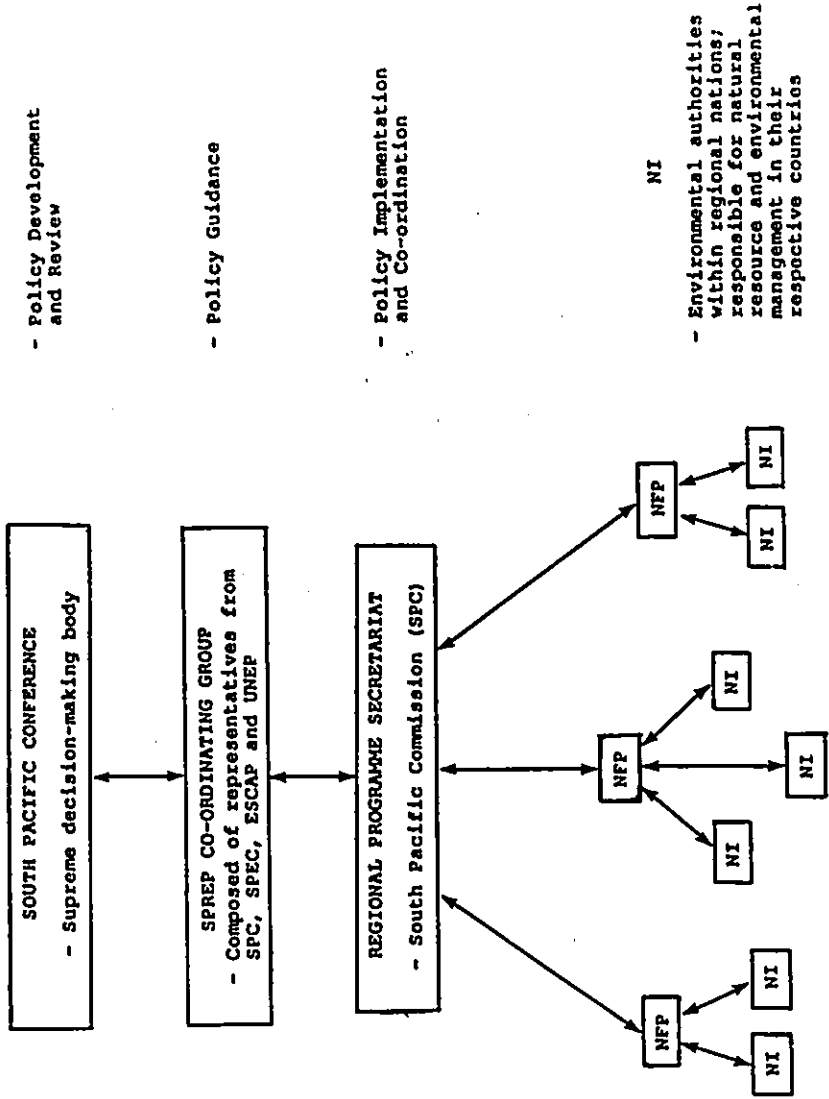 SOUTH PACIFIC CONFERENCE
- Supreme decision-making body
- Policy Development
and Review
SPREP CO-ORDINATING GROUP
- Composed of representatives from
SPC, SPEC, ESCAP and UNEP
- Policy Guidance
REGIONAL PROGRAMME SECRETARIAT
- South Pacific Commission (SPC)
- Policy Implementation
and Co-ordination
NFP
NFP
NFP
NI
NI
NI
NI
NI
NI
NI
NI
- Environmental authorities
within regional nations;
responsible for natural
resource and environmental
management in their
respective countries